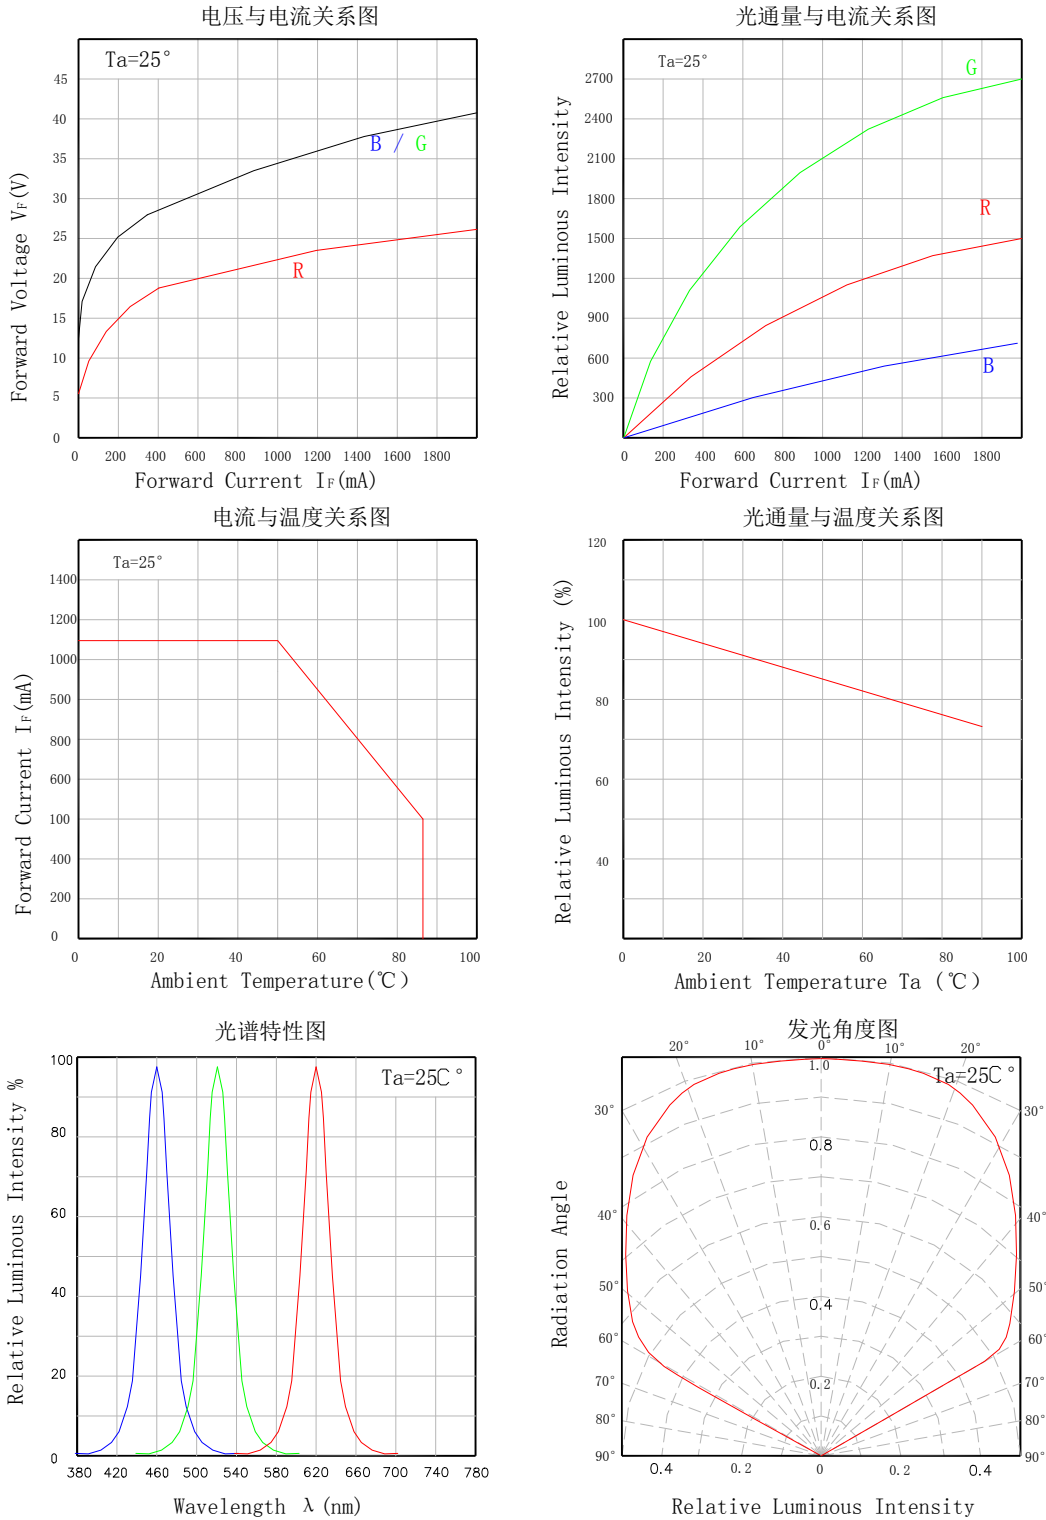 电压与电流关系图
Ta=25°
45
40
35
30
25
20
15
10
5
0
B / G
R
Forward Voltage VF(V)
0 200 400 600 800 1000 1200 1400 1600 1800
Forward Current IF(mA)
光通量与电流关系图
Ta=25°
2700
2400
2100
1800
1500
1200
900
600
300
G
R
B
Relative Luminous Intensity
0 200 400 600 800 1000 1200 1400 1600 1800
Forward Current IF(mA)
电流与温度关系图
Ta=25°
1400
1200
1000
500
800
600
100
400
200
0
Forward Current IF(mA)
0 20 40 60 80 100
Ambient Temperature(℃)
光通量与温度关系图
120
100
80
60
40
Relative Luminous Intensity (%)
0 20 40 60 80 100
Ambient Temperature Ta (℃)
光谱特性图
Ta=25C°
100
80
60
40
20
0
Relative Luminous Intensity %
380 420 460 500 540 580 620 660 700 740 780
Wavelength λ (nm)
发光角度图
20° 10° 0° 10° 20°
Ta=25C°
1.0
0.8
0.6
0.4
0.2
30° 30°
40° 40°
50° 50°
60° 60°
70° 70°
80° 80°
90° 90°
Radiation Angle
0.4 0.2 0 0.2 0.4
Relative Luminous Intensity